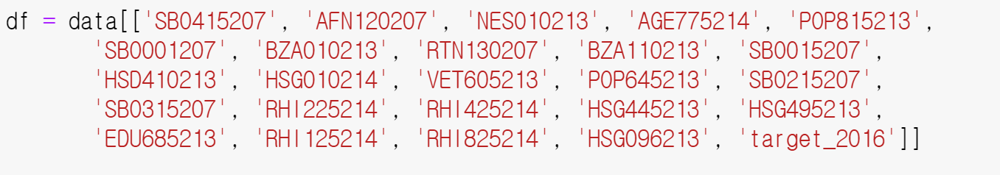 df = data[['SBO415207', 'AFN120207', 'NES010213', 'AGE775214', 'POP815213',
'SBO001207', 'BZA010213', 'RTN130207', 'BZA110213', 'SBO015207',
'HSD410213', 'HSG010214', 'VET605213', 'POP645213', 'SBO215207',
'SBO315207', 'RHI225214', 'RHI425214', 'HSG445213', 'HSG495213',
'EDU685213', 'RHI125214', 'RHI825214', 'HSG096213', 'target_2016']]